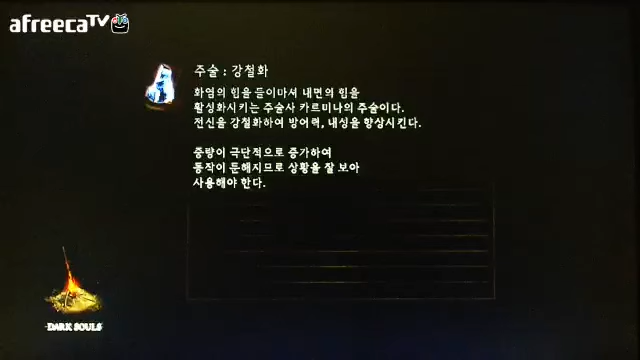 afreecaTV
주술 : 강철화
화염의 힘을 들이마셔 내면의 힘을
활성화시키는 주술사 카르미나의 주술이다.
전신을 강철화하여 방어력, 내성을 향상시킨다.
중량이 극단적으로 증가하여
동작이 둔해지므로 상황을 잘 보아
사용해야 한다.
DARK SOULS